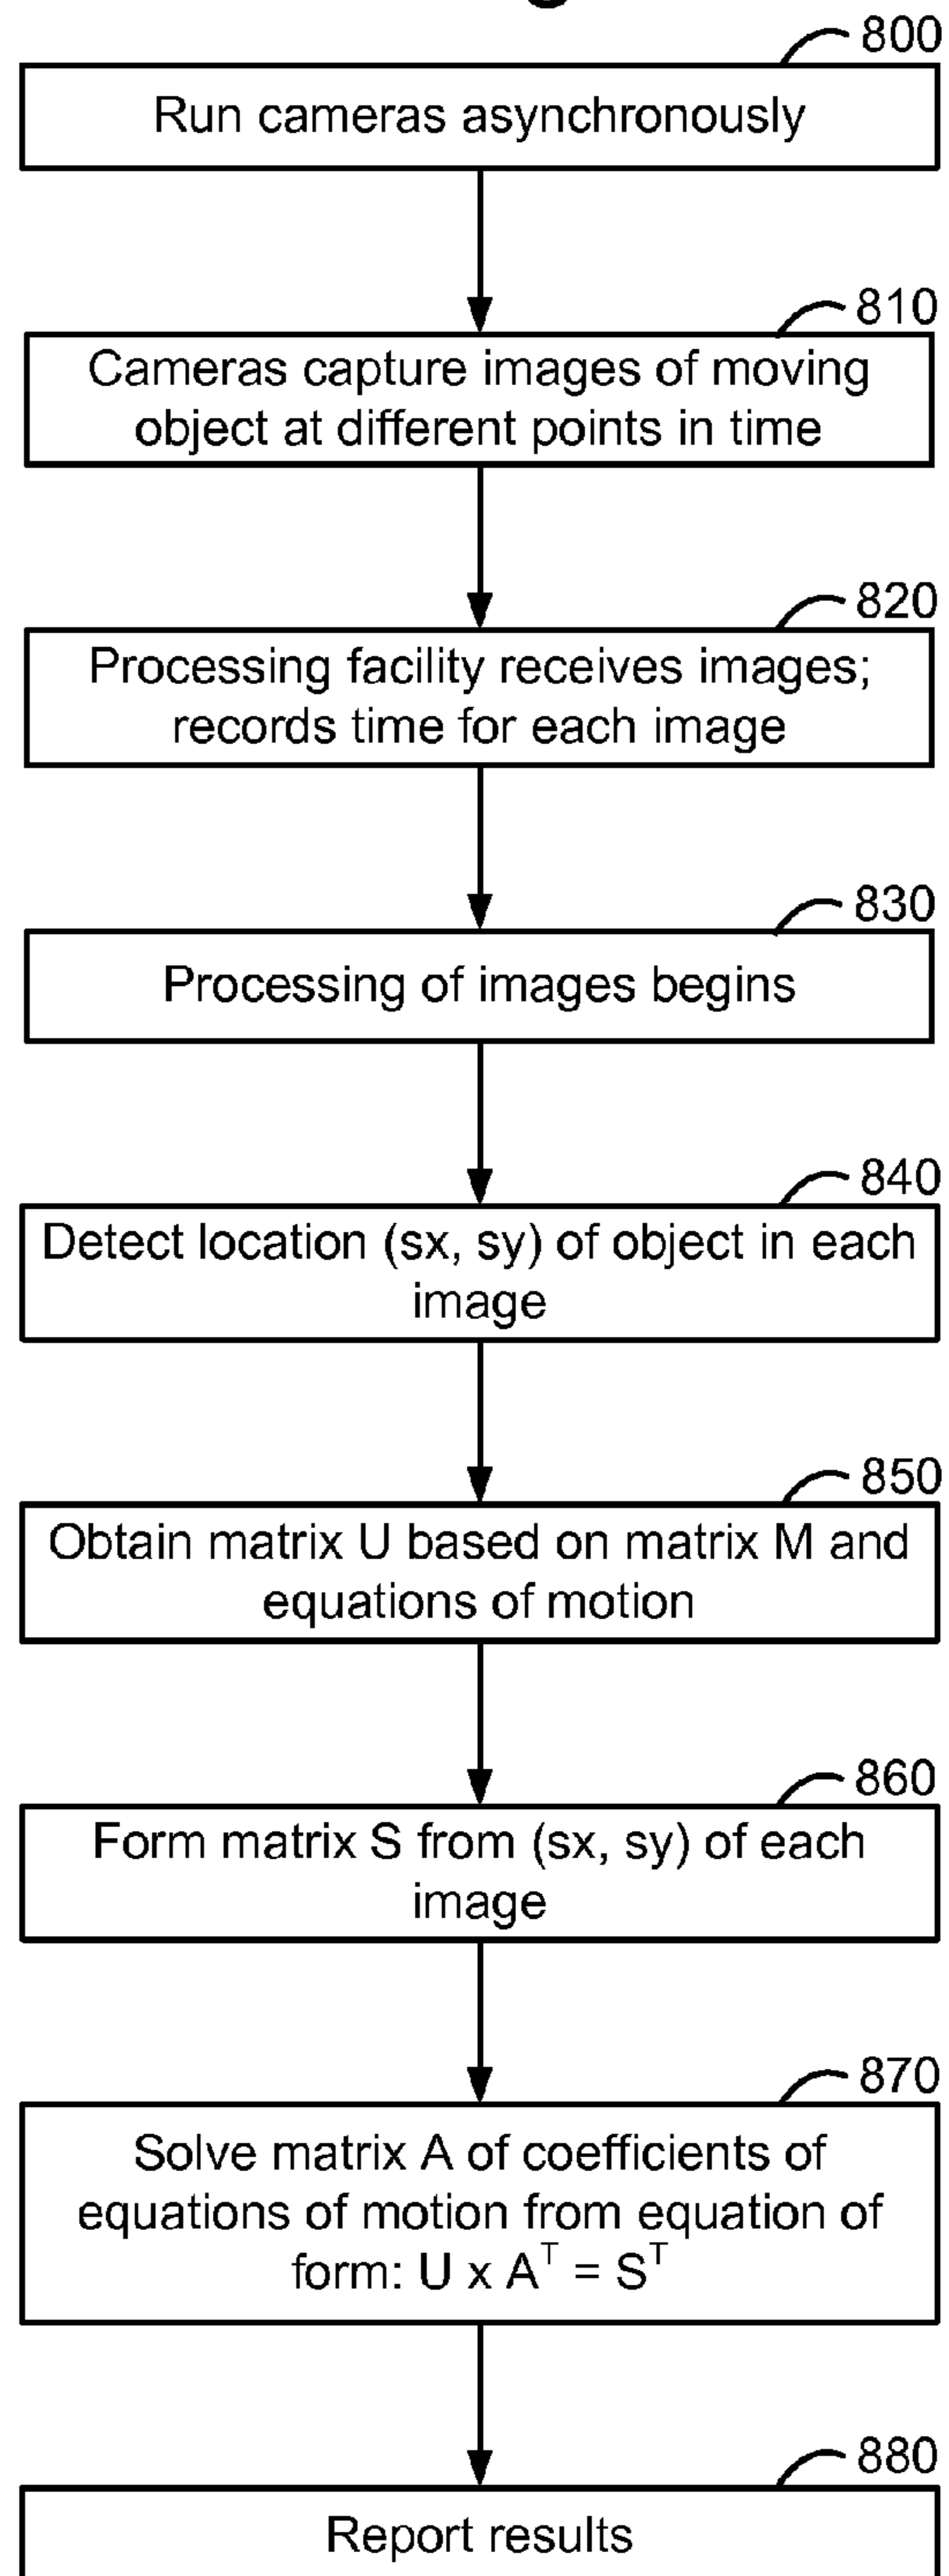 800
Run cameras asynchronously
810
Cameras capture images of moving
object at different points in time
820
Processing facility receives images;
records time for each image
830
Processing of images begins
840
Detect location (sx, sy) of object in each
image
850
Obtain matrix U based on matrix M and
equations of motion
860
Form matrix S from (sx, sy) of each
image
870
Solve matrix A of coefficients of
equations of motion from equation of
form: U x Aᵀ = Sᵀ
880
Report results